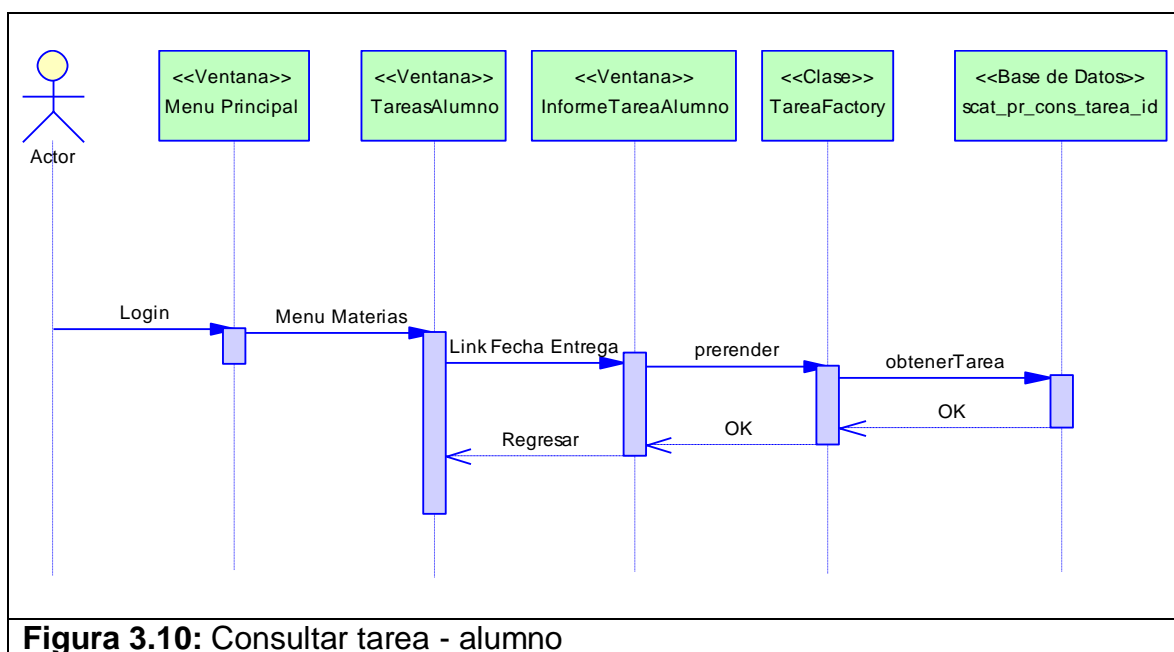 <<Ventana>>
Menu Principal
<<Ventana>>
TareasAlumno
<<Ventana>>
InformeTareaAlumno
<<Clase>>
TareaFactory
<<Base de Datos>>
scat_pr_cons_tarea_id
Actor
Login
Menu Materias
Link Fecha Entrega
prerender
obtenerTarea
OK
OK
Regresar
Figura 3.10: Consultar tarea - alumno